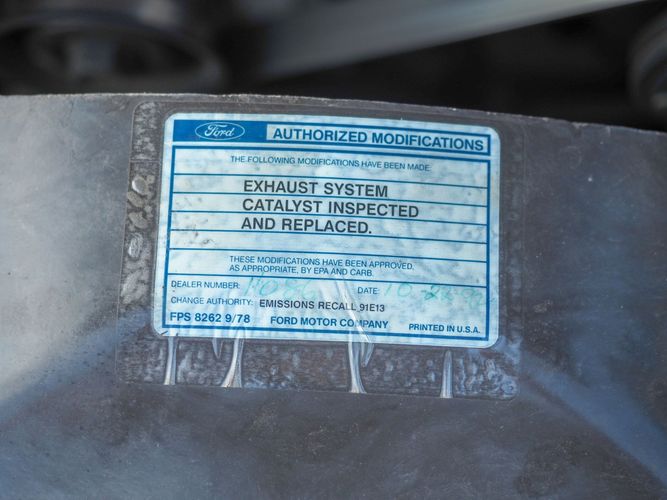 Ford AUTHORIZED MODIFICATIONS
THE FOLLOWING MODIFICATIONS HAVE BEEN MADE
EXHAUST SYSTEM
CATALYST INSPECTED
AND REPLACED.
THESE MODIFICATIONS HAVE BEEN APPROVED,
AS APPROPRIATE, BY EPA AND CARB.
DEALER NUMBER: DATE:
CHANGE AUTHORITY: EMISSIONS RECALL 91E13
FPS 8262 9/78 FORD MOTOR COMPANY PRINTED IN U.S.A.